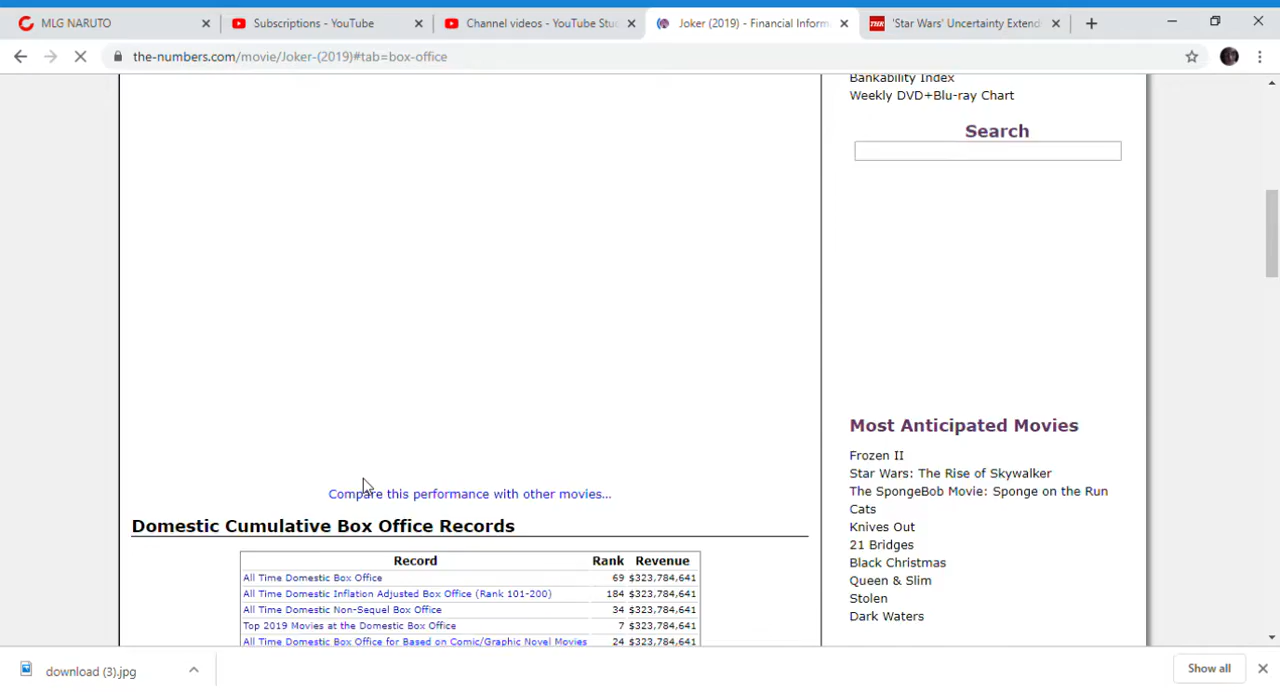 MLG NARUTO
Subscriptions - YouTube
Channel videos - YouTube Stu
Joker (2019) - Financial Inform
THR 'Star Wars' Uncertainty Extend
the-numbers.com/movie/Joker-(2019)#tab=box-office
Bankability Index
Weekly DVD+Blu-ray Chart
Search
Most Anticipated Movies
Frozen II
Star Wars: The Rise of Skywalker
The SpongeBob Movie: Sponge on the Run
Cats
Knives Out
21 Bridges
Black Christmas
Queen & Slim
Stolen
Dark Waters
Compare this performance with other movies...
Domestic Cumulative Box Office Records
Record Rank Revenue
All Time Domestic Box Office 69 $323,784,641
All Time Domestic Inflation Adjusted Box Office (Rank 101-200) 184 $323,784,641
All Time Domestic Non-Sequel Box Office 34 $323,784,641
Top 2019 Movies at the Domestic Box Office 7 $323,784,641
All Time Domestic Box Office for Based on Comic/Graphic Novel Movies 24 $323,784,641
download (3).jpg
Show all